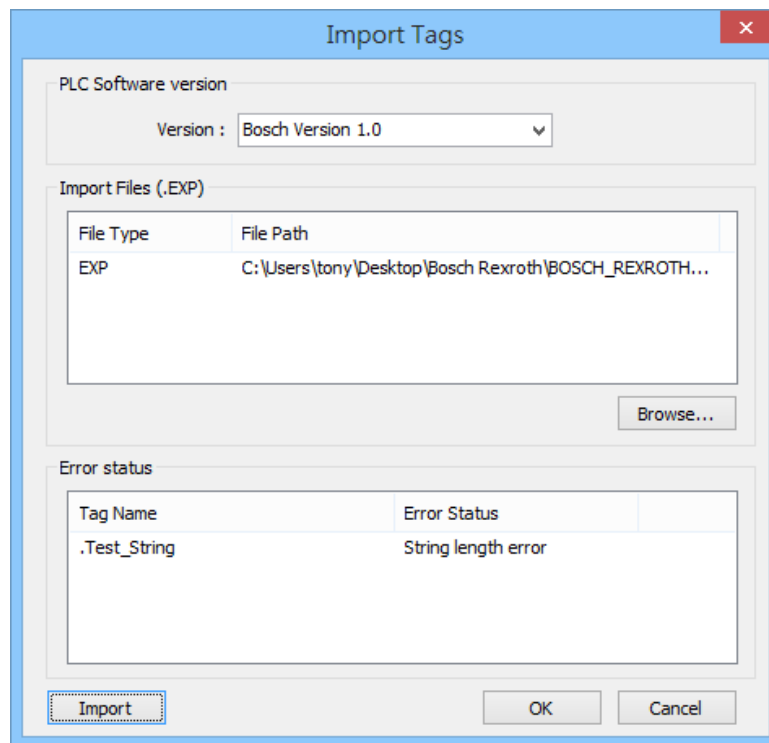 Import Tags
PLC Software version
Version : Bosch Version 1.0
Import Files (.EXP)
File Type File Path
EXP C:\Users\tony\Desktop\Bosch Rexroth\BOSCH_REXROTH...
Browse...
Error status
Tag Name Error Status
.Test_String String length error
Import OK Cancel